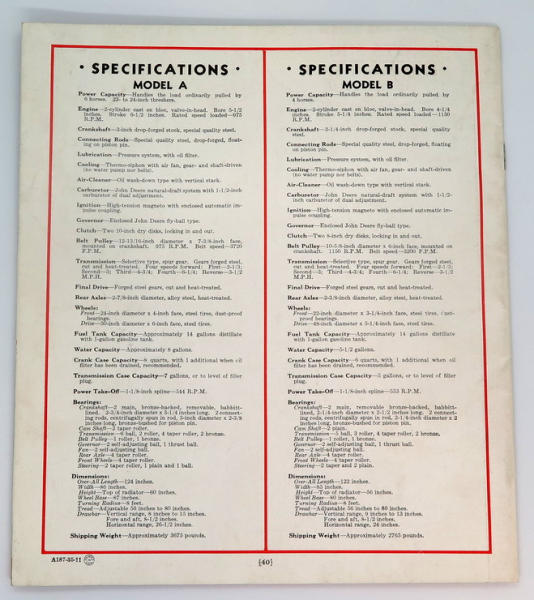 · SPECIFICATIONS ·
MODEL A
Power Capacity—Handles the load ordinarily pulled by
6 horses. 22- to 24-inch threshers.
Engine—2-cylinder cast en bloc, valve-in-head. Bore 5-1/2
inches. Stroke 6-1/2 inches. Rated speed loaded—975
R.P.M.
Crankshaft—3-inch drop-forged stock, special quality steel.
Connecting Rods—Special quality steel, drop-forged, float-
ing on piston pin.
Lubrication—Pressure system, with oil filter.
Cooling—Thermo-siphon with air fan, gear- and shaft-driven
(no water pump nor belts).
Air-Cleaner—Oil wash-down type with vertical stack.
Carburetor—John Deere natural-draft system with 1-1/2-inch
carburetor of dual adjustment.
Ignition—High-tension magneto with enclosed automatic im-
pulse coupling.
Governor—Enclosed John Deere fly-ball type.
Clutch—Two 10-inch dry disks, locking in and out.
Belt Pulley—12-13/16-inch diameter x 7-3/8-inch face,
mounted on crankshaft. 975 R.P.M. Belt speed—3270
F.P.M.
Transmission—Selective type, spur gear. Gears forged steel,
cut and heat-treated. Four speeds forward: First—2-1/3;
Second—3; Third—4-3/4; Fourth—6-1/4; Reverse—3-1/2
M.P.H.
Final Drive—Forged steel gears, cut and heat-treated.
Rear Axles—2-7/8-inch diameter, alloy steel, heat-treated.
Wheels:
Front—24-inch diameter x 4-inch face, steel tires, dust-proof
bearings.
Drive—50-inch diameter x 6-inch face, steel tires.
Fuel Tank Capacity—Approximately 14 gallons distillate
with 1-gallon gasoline tank.
Water Capacity—Approximately 8 gallons.
Crank Case Capacity—8 quarts, with 1 additional when oil
filter has been drained, recommended.
Transmission Case Capacity—7 gallons, or to level of filler
plug.
Power Take-Off—1-1/8-inch spline—544 R.P.M.
Bearings:
Crankshaft—2 main, bronze-backed, removable, babbitt-
lined, 2-3/4-inch diameter x 5-1/4 inches long. 2 connect-
ing rods, centrifugally spun in rod, 3-inch diameter x 2-3/8
inches long, bronze-bushed for piston pin.
Cam Shaft—2 taper roller.
Transmission—6 ball, 2 roller, 4 taper roller, 2 bronze.
Belt Pulley—1 roller, 1 bronze.
Governor—2 self-adjusting ball, 1 thrust ball.
Fan—2 self-adjusting ball.
Rear Axle—4 taper roller.
Front Wheels—4 taper roller.
Steering—2 taper roller, 1 plain and 1 ball.
Dimensions:
Over-All Length—124 inches.
Width—86 inches.
Height—Top of radiator—60 inches.
Wheel Base—87 inches.
Turning Radius—8 feet.
Tread—Adjustable 56 inches to 80 inches.
Drawbar—Vertical range, 8 inches to 15 inches.
Fore and aft, 8-1/2 inches.
Horizontal range, 26-1/2 inches.
Shipping Weight—Approximately 3675 pounds.
· SPECIFICATIONS ·
MODEL B
Power Capacity—Handles the load ordinarily pulled by
4 horses.
Engine—2-cylinder cast en bloc, valve-in-head. Bore 4-1/4
inches. Stroke 5-1/4 inches. Rated speed loaded—1150
R.P.M.
Crankshaft—2-1/4-inch drop-forged stock, special quality
steel.
Connecting Rods—Special quality steel, drop-forged, floating
on piston pin.
Lubrication—Pressure system, with oil filter.
Cooling—Thermo-siphon with air fan, gear- and shaft-driven
(no water pump nor belts).
Air-Cleaner—Oil wash-down type with vertical stack.
Carburetor—John Deere natural-draft system with 1-1/2-
inch carburetor of dual adjustment.
Ignition—High-tension magneto with enclosed automatic im-
pulse coupling.
Governor—Enclosed John Deere fly-ball type.
Clutch—Two 8-inch dry disks, locking in and out.
Belt Pulley—10-5/8-inch diameter x 6-inch face, mounted on
crankshaft. 1150 R.P.M. Belt speed—3200 F.P.M.
Transmission—Selective type, spur gear. Gears forged steel,
cut and heat-treated. Four speeds forward: First—2-1/3;
Second—3; Third—4-3/4; Fourth—6-1/4; Reverse—3-1/2
M.P.H.
Final Drive—Forged steel gears, cut and heat-treated.
Rear Axles—2-3/8-inch diameter, alloy steel, heat-treated.
Wheels:
Front—22-inch diameter x 3-1/4-inch face, steel tires, dust-
proof bearings.
Drive—48-inch diameter x 5-1/4-inch face, steel tires.
Fuel Tank Capacity—Approximately 14 gallons distillate
with 1-gallon gasoline tank.
Water Capacity—5-1/2 gallons.
Crank Case Capacity—6 quarts, with 1 additional when oil
filter has been drained, recommended.
Transmission Case Capacity—5 gallons, or to level of filler
plug.
Power Take-Off—1-1/8-inch spline—553 R.P.M.
Bearings:
Crankshaft—2 main, removable bronze-backed, babbitt-
lined, 2-1/4-inch diameter x 3-1/2 inches long. 2 connect-
ing rods, centrifugally spun in rods, 2-1/4-inch diameter x 2
inches long, bronze-bushed for piston pin.
Cam Shaft—2 plain.
Transmission—5 ball, 3 roller, 4 taper roller, 2 bronze.
Belt Pulley—1 roller, 1 bronze.
Governor—2 self-adjusting ball, 1 thrust ball.
Fan—2 self-adjusting ball.
Rear Axle—4 taper roller.
Front Wheels—4 taper roller.
Steering—2 taper and 2 plain.
Dimensions:
Over-All Length—122 inches.
Width—85 inches.
Height—Top of radiator—56 inches.
Wheel Base—80 inches.
Turning Radius—8 feet.
Tread—Adjustable 56 inches to 80 inches.
Drawbar—Vertical range, 9 inches to 13 inches.
Fore and aft, 8-1/2 inches.
Horizontal range, 24 inches.
Shipping Weight—Approximately 2765 pounds.
A187-35-11
[40]